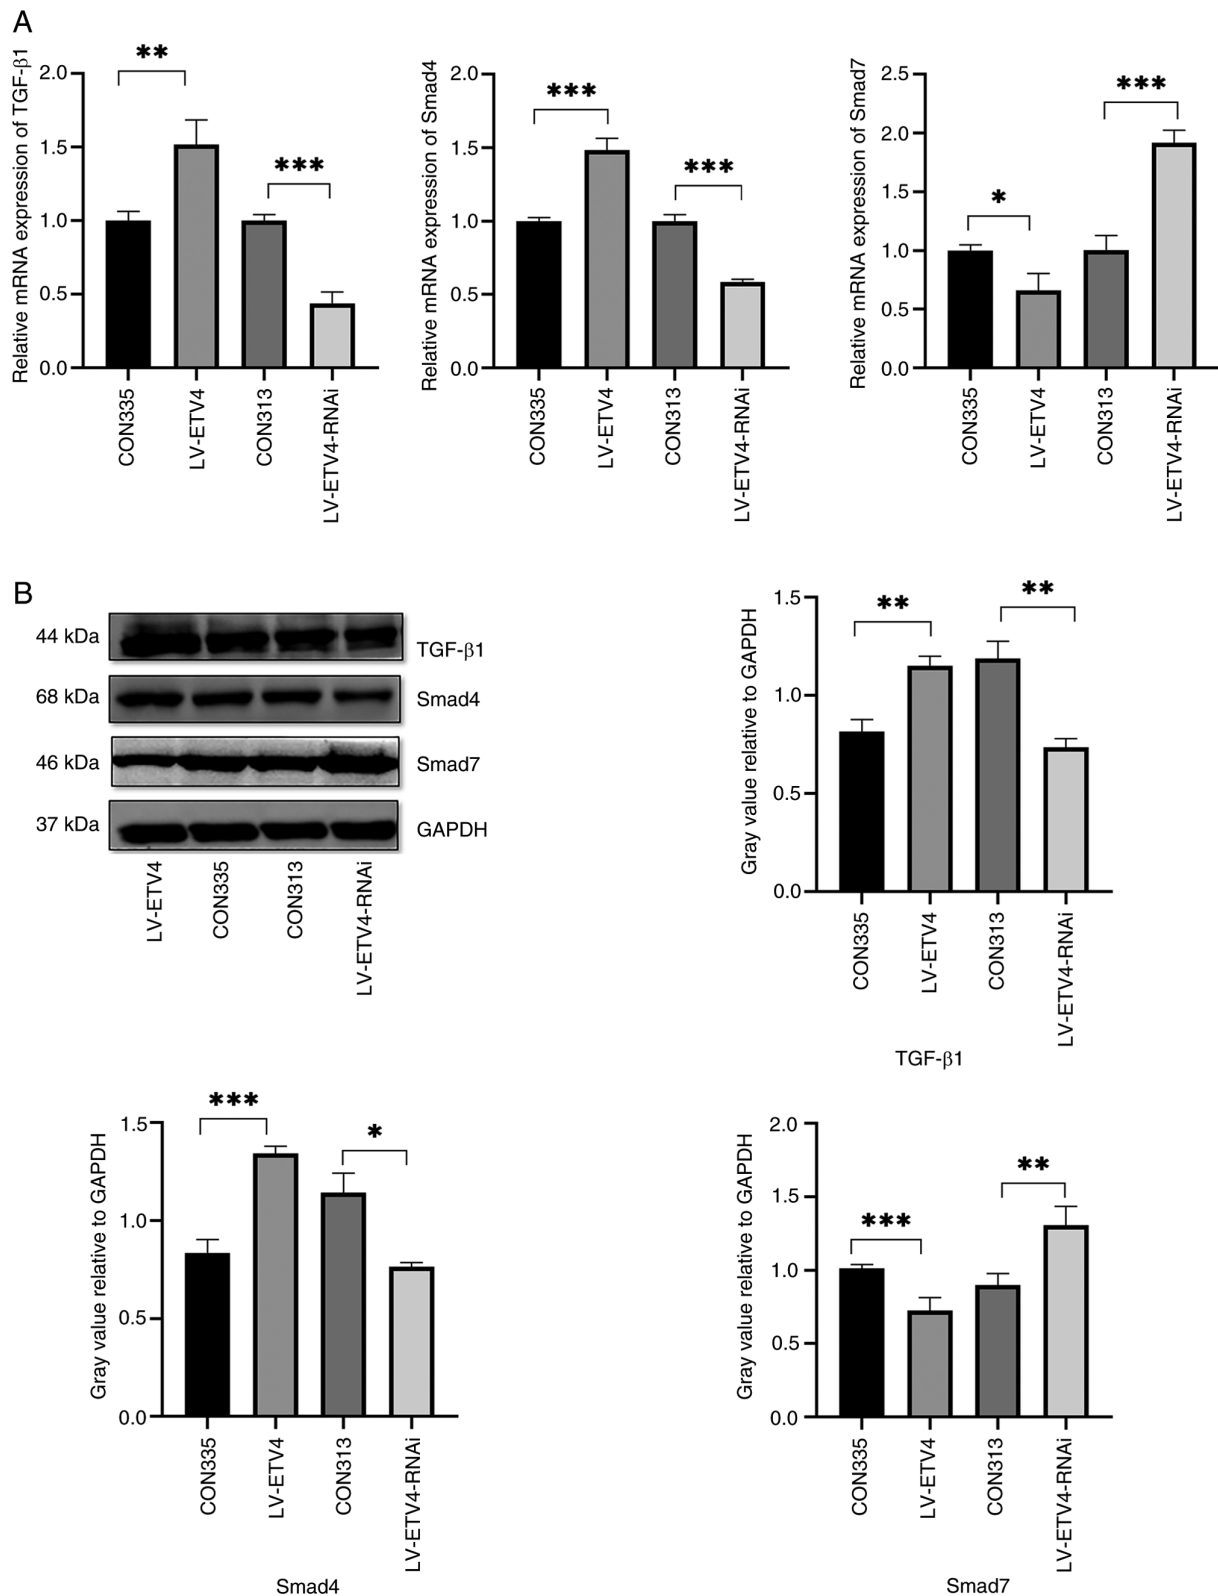 A
Relative mRNA expression of TGF-β1
2.0
1.5
1.0
0.5
0.0
**
***
CON335
LV-ETV4
CON313
LV-ETV4-RNAi
Relative mRNA expression of Smad4
2.0
1.5
1.0
0.5
0.0
***
***
CON335
LV-ETV4
CON313
LV-ETV4-RNAi
Relative mRNA expression of Smad7
2.5
2.0
1.5
1.0
0.5
0.0
*
***
CON335
LV-ETV4
CON313
LV-ETV4-RNAi
B
44 kDa TGF-β1
68 kDa Smad4
46 kDa Smad7
37 kDa GAPDH
LV-ETV4
CON335
CON313
LV-ETV4-RNAi
Gray value relative to GAPDH
1.5
1.0
0.5
0.0
**
**
CON335
LV-ETV4
CON313
LV-ETV4-RNAi
TGF-β1
Gray value relative to GAPDH
1.5
1.0
0.5
0.0
***
*
CON335
LV-ETV4
CON313
LV-ETV4-RNAi
Smad4
Gray value relative to GAPDH
2.0
1.5
1.0
0.5
0.0
***
**
CON335
LV-ETV4
CON313
LV-ETV4-RNAi
Smad7